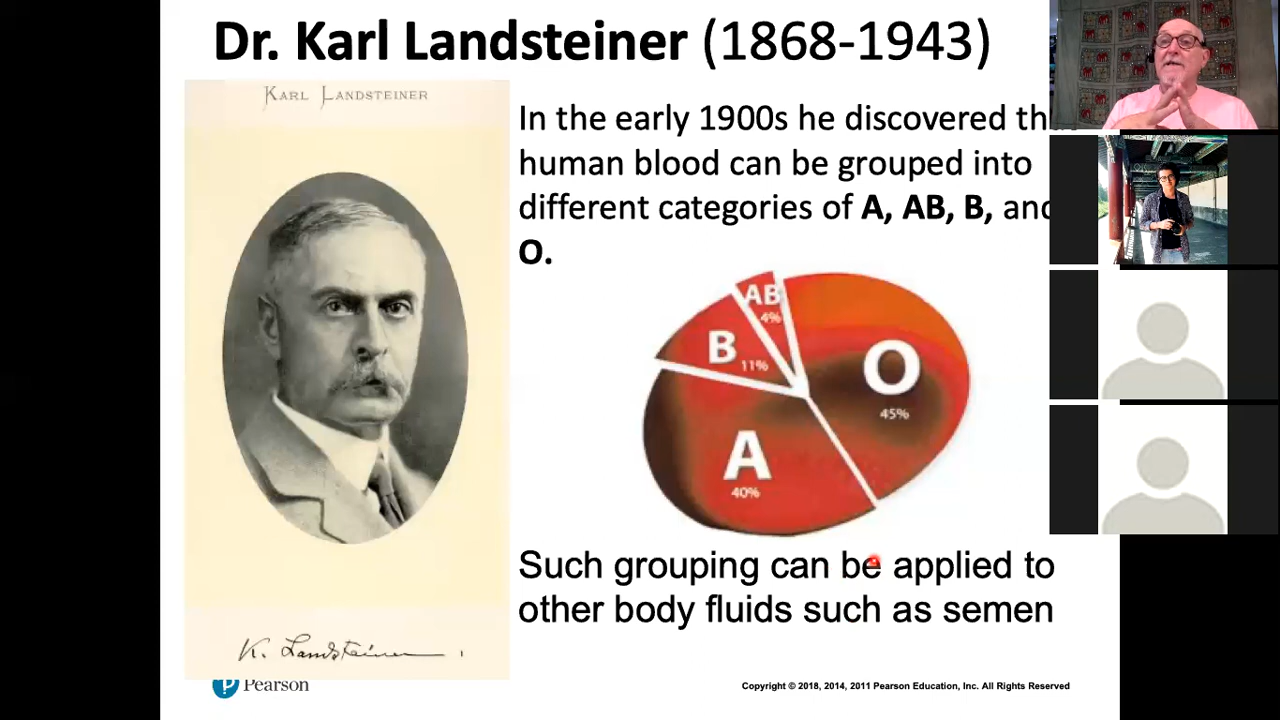 Dr. Karl Landsteiner (1868-1943)
KARL LANDSTEINER
In the early 1900s he discovered
human blood can be grouped into
different categories of A, AB, B, and
O.
AB
4%
B
11%
O
45%
A
40%
Such grouping can be applied to
other body fluids such as semen
K. Landsteiner
Pearson
Copyright © 2018, 2014, 2011 Pearson Education, Inc. All Rights Reserved